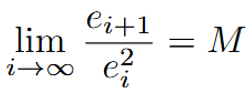 lim_{i→∞} e_{i+1} / e_i^2 = M